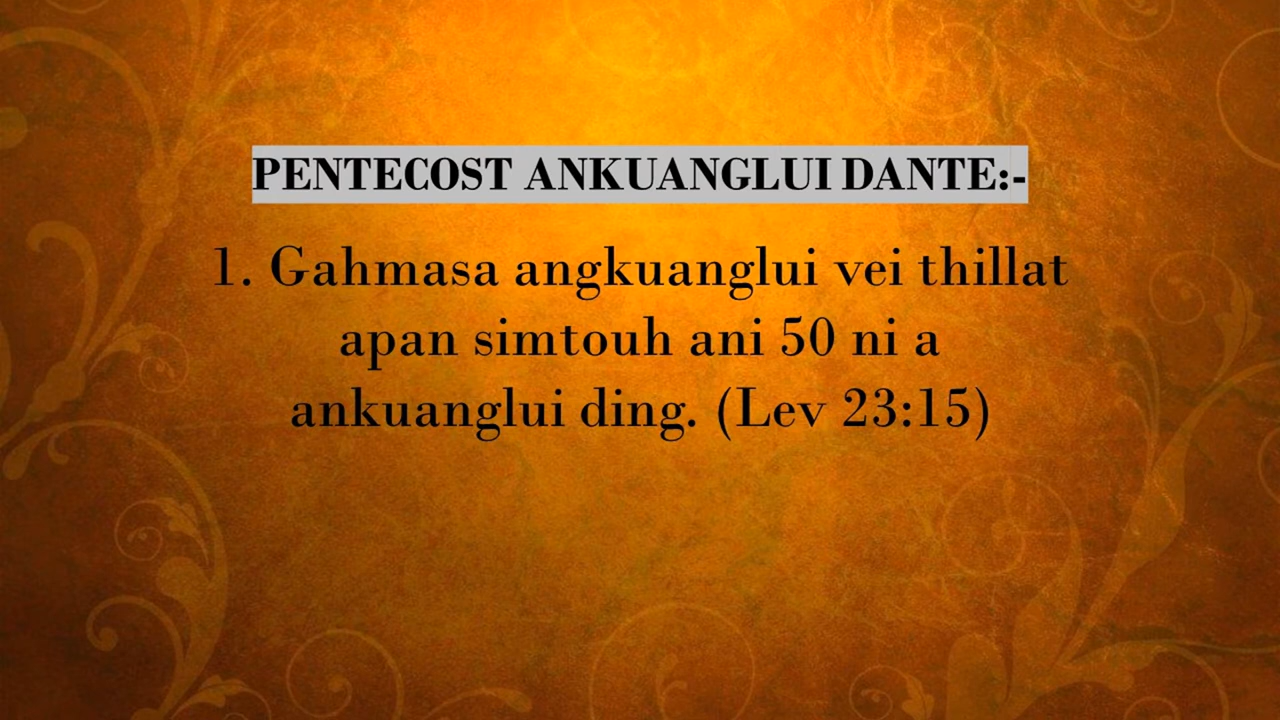 PENTECOST ANKUANGLUI DANTE:-
1. Gahmasa angkuanglui vei thillat
apan simtouh ani 50 ni a
ankuanglui ding. (Lev 23:15)